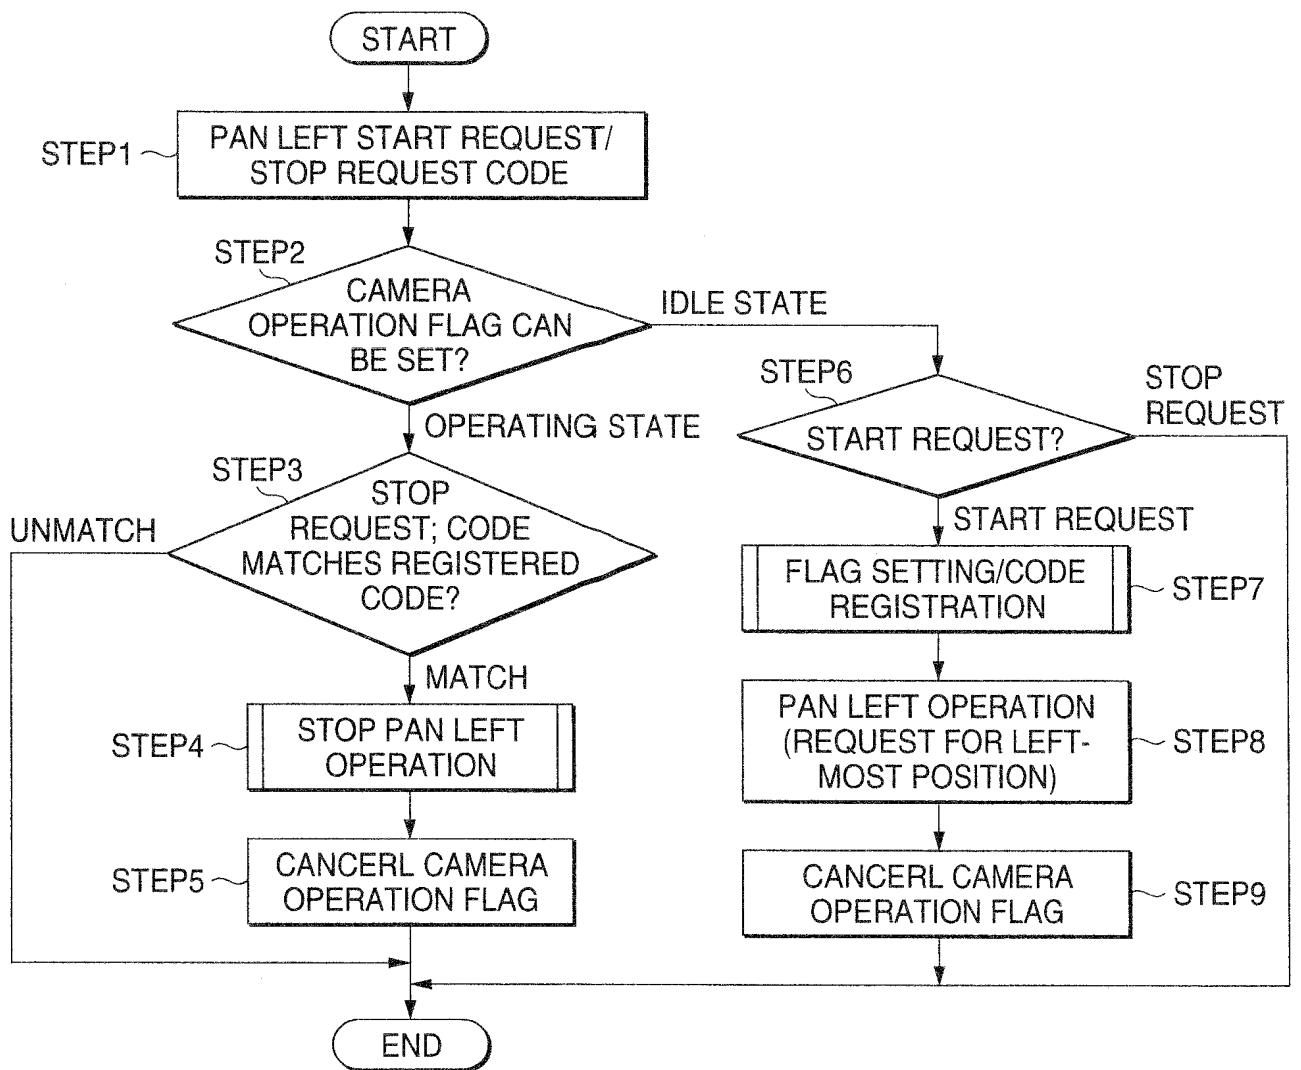 START
STEP1
PAN LEFT START REQUEST/
STOP REQUEST CODE
STEP2
CAMERA
OPERATION FLAG CAN
BE SET?
IDLE STATE
OPERATING STATE
STEP3
STOP
REQUEST; CODE
MATCHES REGISTERED
CODE?
UNMATCH
MATCH
STEP4
STOP PAN LEFT
OPERATION
STEP5
CANCERL CAMERA
OPERATION FLAG
STEP6
START REQUEST?
STOP
REQUEST
START REQUEST
FLAG SETTING/CODE
REGISTRATION
STEP7
PAN LEFT OPERATION
(REQUEST FOR LEFT-
MOST POSITION)
STEP8
CANCERL CAMERA
OPERATION FLAG
STEP9
END